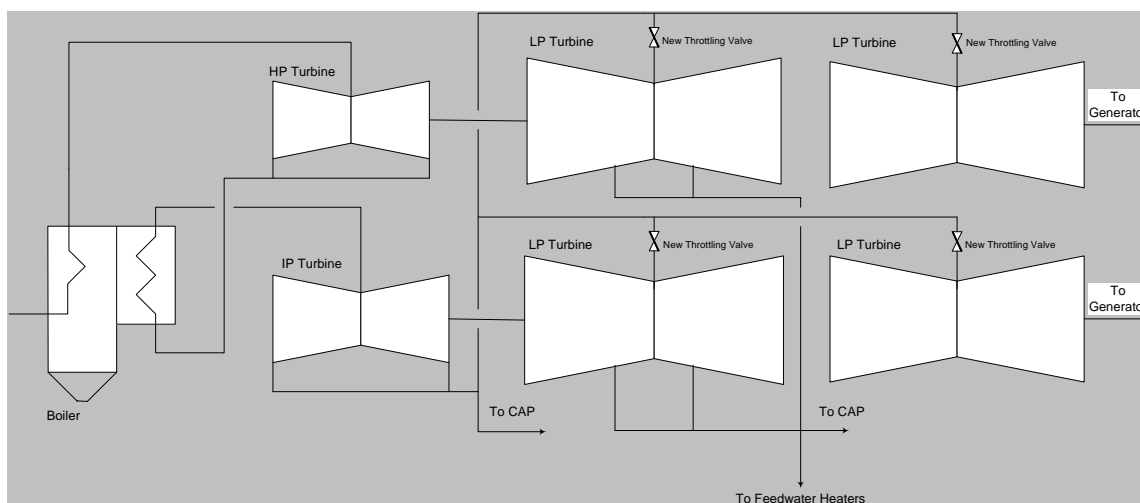 LP Turbine
New Throttling Valve
LP Turbine
New Throttling Valve
HP Turbine
To
Generato
LP Turbine
New Throttling Valve
LP Turbine
New Throttling Valve
IP Turbine
To
Generato
Boiler
To CAP
To CAP
To Feedwater Heaters